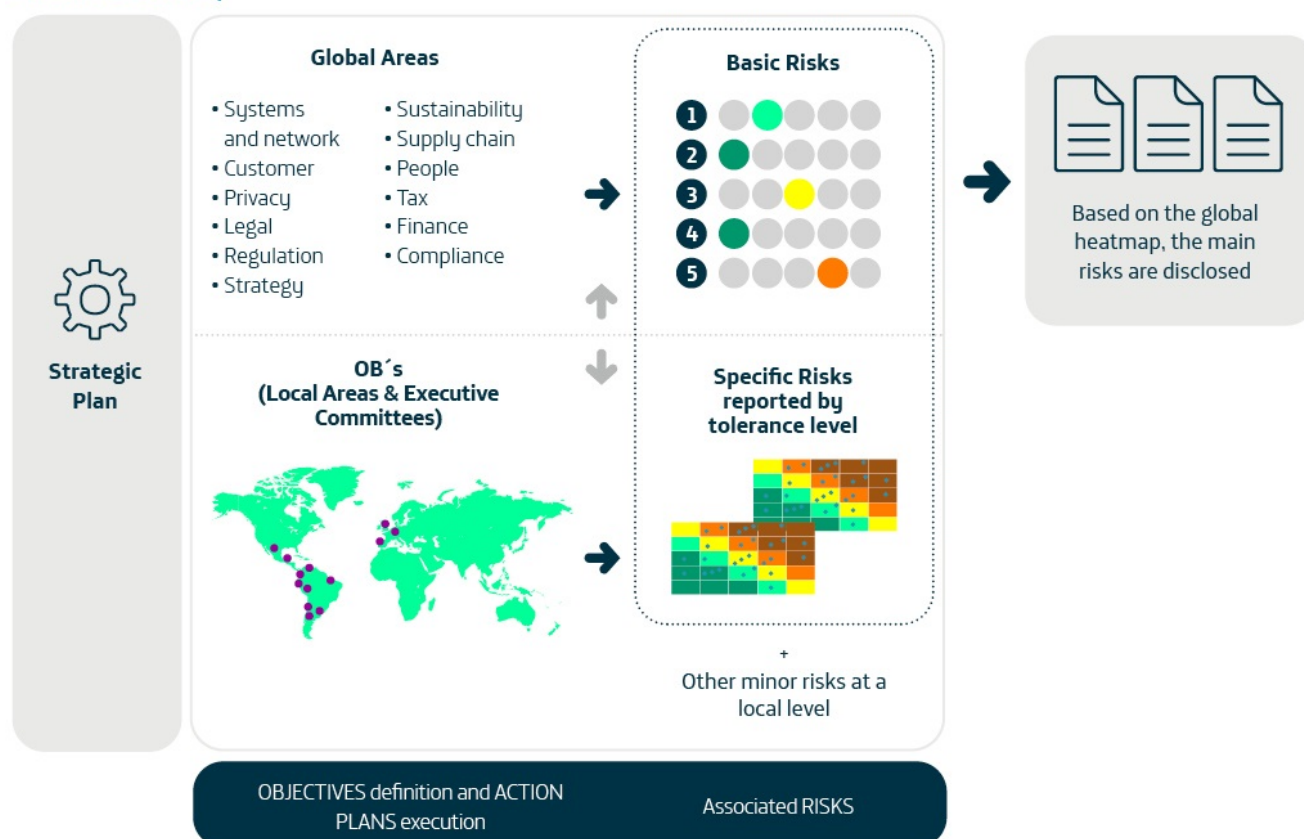 Strategic
Plan
Global Areas
• Systems
and network
• Customer
• Privacy
• Legal
• Regulation
• Strategy
• Sustainability
• Supply chain
• People
• Tax
• Finance
• Compliance
Basic Risks
1
2
3
4
5
Based on the global
heatmap, the main
risks are disclosed
OB´s
(Local Areas & Executive
Committees)
Specific Risks
reported by
tolerance level
+
Other minor risks at a
local level
OBJECTIVES definition and ACTION
PLANS execution
Associated RISKS